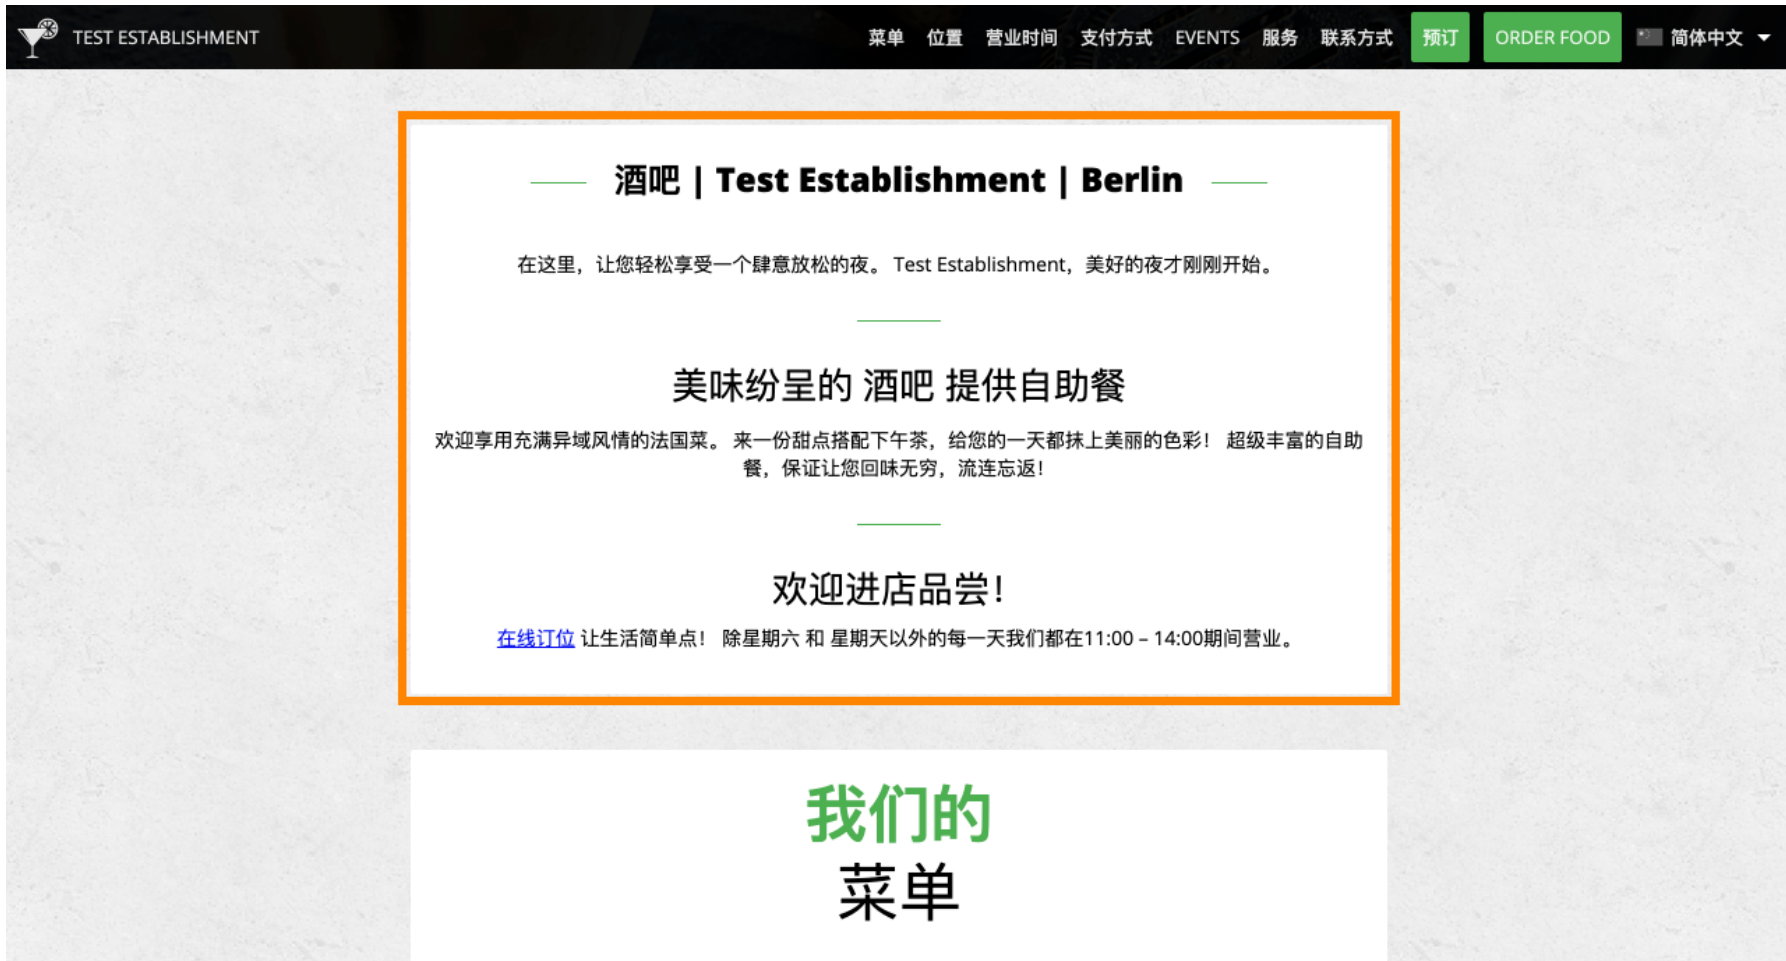 TEST ESTABLISHMENT
菜单 位置 营业时间 支付方式 EVENTS 服务 联系方式 预订 ORDER FOOD 简体中文
酒吧 | Test Establishment | Berlin
在这里，让您轻松享受一个肆意放松的夜。 Test Establishment，美好的夜才刚刚开始。
美味纷呈的 酒吧 提供自助餐
欢迎享用充满异域风情的法国菜。 来一份甜点搭配下午茶，给您的一天都抹上美丽的色彩！ 超级丰富的自助
餐，保证让您回味无穷，流连忘返！
欢迎进店品尝！
在线订位 让生活简单点！ 除星期六 和 星期天以外的每一天我们都在11:00 – 14:00期间营业。
我们的
菜单